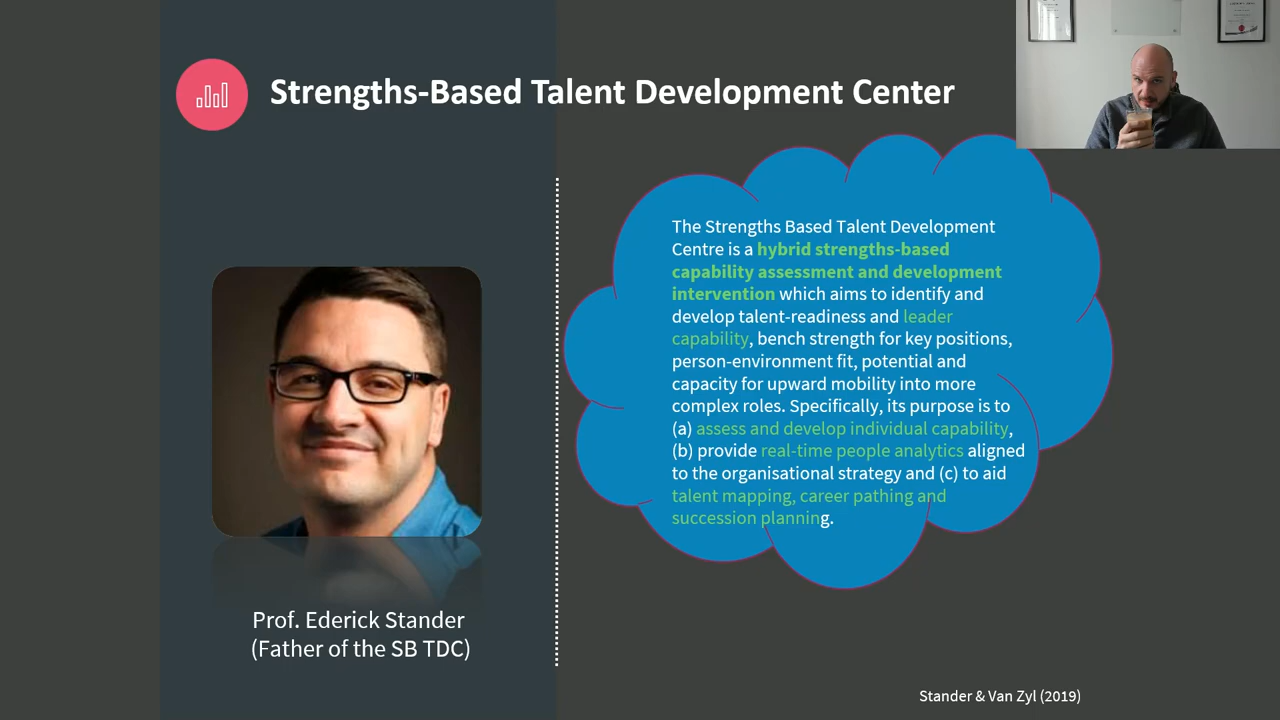 Strengths-Based Talent Development Center
The Strengths Based Talent Development
Centre is a hybrid strengths-based
capability assessment and development
intervention which aims to identify and
develop talent-readiness and leader
capability, bench strength for key positions,
person-environment fit, potential and
capacity for upward mobility into more
complex roles. Specifically, its purpose is to
(a) assess and develop individual capability,
(b) provide real-time people analytics aligned
to the organisational strategy and (c) to aid
talent mapping, career pathing and
succession planning.
Prof. Ederick Stander
(Father of the SB TDC)
Stander & Van Zyl (2019)